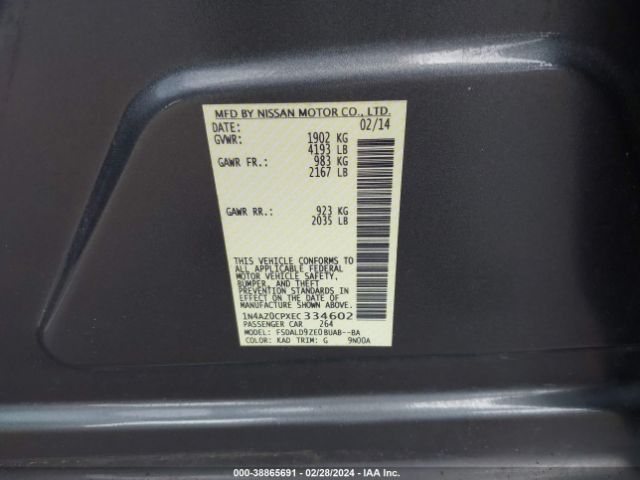 MFD BY NISSAN MOTOR CO., LTD.
DATE: 02/14
GVWR: 1902 KG
4193 LB
GAWR FR.: 983 KG
2167 LB
GAWR RR.: 923 KG
2035 LB
THIS VEHICLE CONFORMS TO
ALL APPLICABLE FEDERAL
MOTOR VEHICLE SAFETY,
BUMPER, AND THEFT
PREVENTION STANDARDS IN
EFFECT ON THE DATE OF
MANUFACTURE SHOWN ABOVE.
1N4AZ0CPXEC334602
PASSENGER CAR 264
MODEL: FSDALD9ZE0BUAB--BA
COLOR: KAD TRIM: G 9N00A
000-38865691 - 02/28/2024 - IAA Inc.